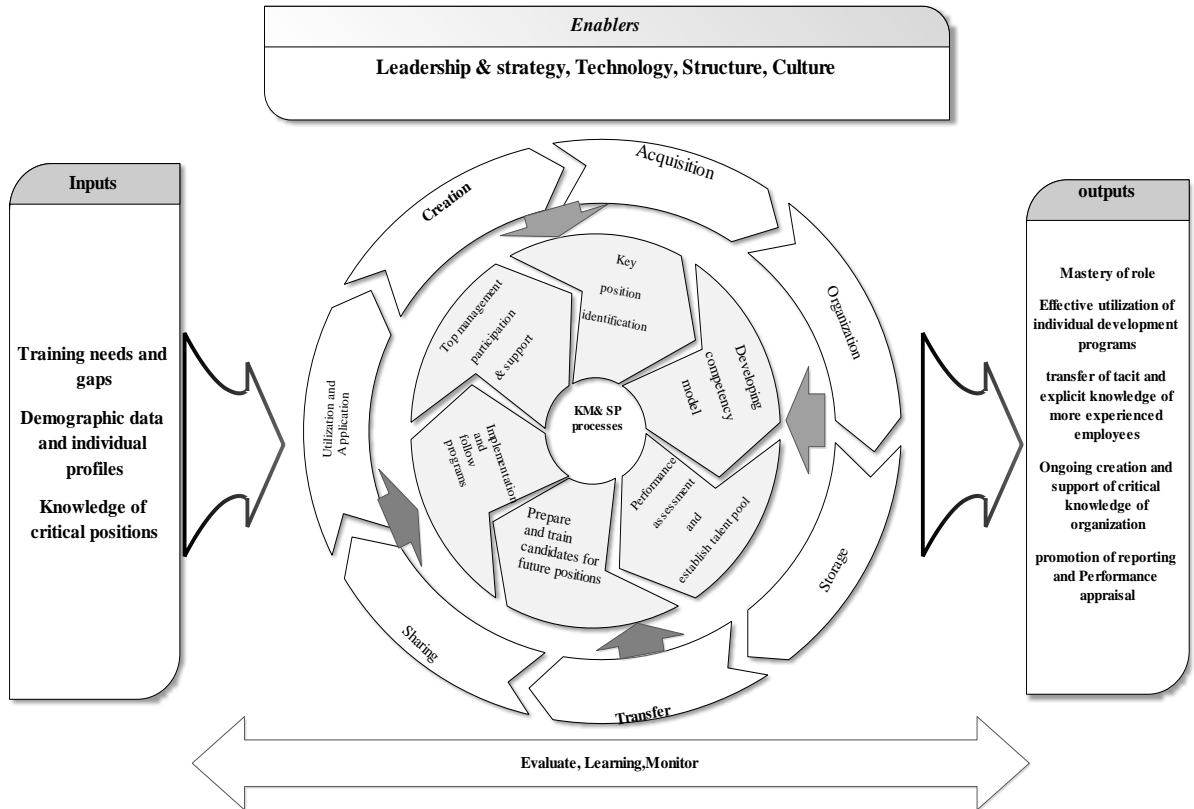 Enablers
Leadership & strategy, Technology, Structure, Culture
Inputs
Training needs and
gaps
Demographic data
and individual
profiles
Knowledge of
critical positions
Creation
Acquisition
Organization
Storage
Transfer
Sharing
Utilization and
Application
Key
position
identification
Developing
competency
model
Performance
assessment
and
establish talent pool
Prepare
and train
candidates for
future positions
Implementation
and
follow
programs
Top management
participation
& support
KM& SP
processes
outputs
Mastery of role
Effective utilization of
individual development
programs
transfer of tacit and
explicit knowledge of
more experienced
employees
Ongoing creation and
support of critical
knowledge of
organization
promotion of reporting
and Performance
appraisal
Evaluate, Learning,Monitor